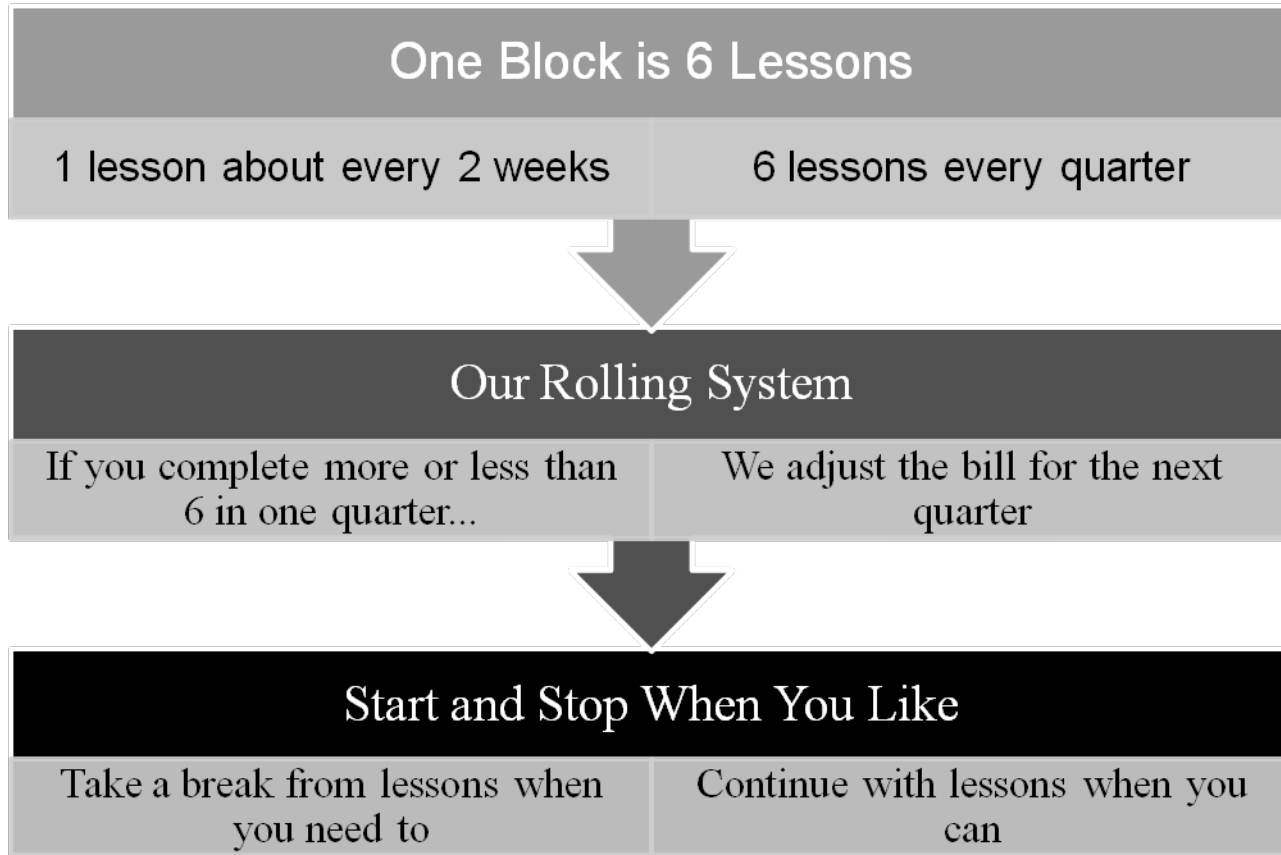 One Block is 6 Lessons
1 lesson about every 2 weeks
6 lessons every quarter
Our Rolling System
If you complete more or less than
6 in one quarter...
We adjust the bill for the next
quarter
Start and Stop When You Like
Take a break from lessons when
you need to
Continue with lessons when you
can